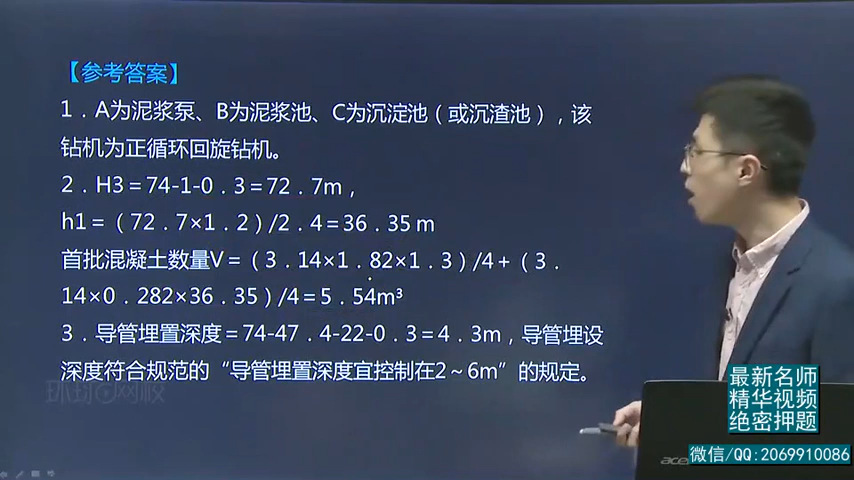 【参考答案】
1．A为泥浆泵、B为泥浆池、C为沉淀池（或沉渣池），该
钻机为正循环回旋钻机。
2．H3＝74-1-0．3＝72．7m，
h1＝（72．7×1．2）/2．4＝36．35 m
首批混凝土数量V＝（3．14×1．82×1．3）/4＋（3．
14×0．282×36．35）/4＝5．54m³
3．导管埋置深度＝74-47．4-22-0．3＝4．3m，导管埋设
深度符合规范的“导管埋置深度宜控制在2～6m”的规定。
环球网校
最新名师
精华视频
绝密押题
微信/QQ:2069910086
acer